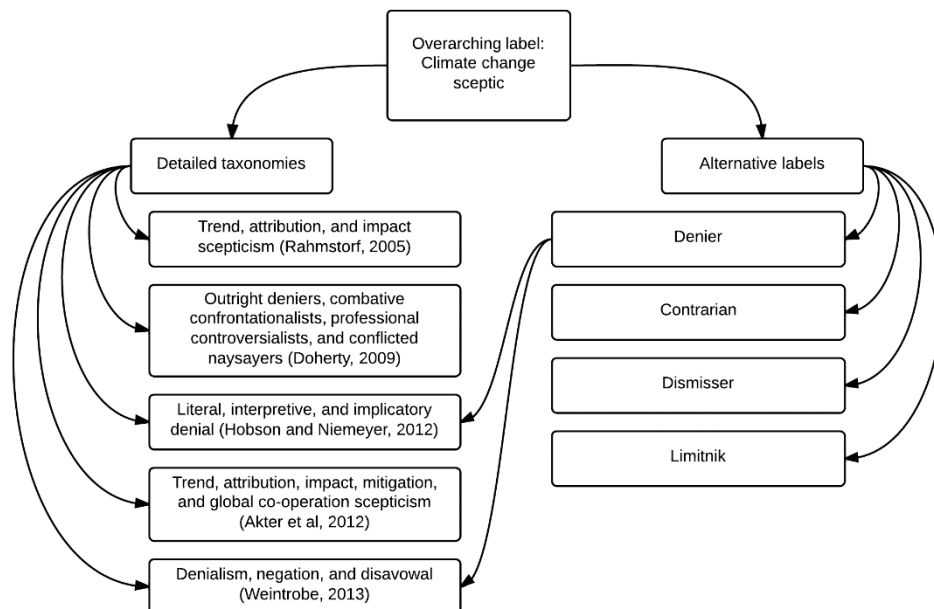 Overarching label:
Climate change
sceptic
Detailed taxonomies
Alternative labels
Trend, attribution, and impact
scepticism (Rahmstorf, 2005)
Outright deniers, combative
confrontationalists, professional
controversialists, and conflicted
naysayers (Doherty, 2009)
Literal, interpretive, and implicatory
denial (Hobson and Niemeyer, 2012)
Trend, attribution, impact, mitigation,
and global co-operation scepticism
(Akter et al, 2012)
Denialism, negation, and disavowal
(Weintrobe, 2013)
Denier
Contrarian
Dismisser
Limitnik